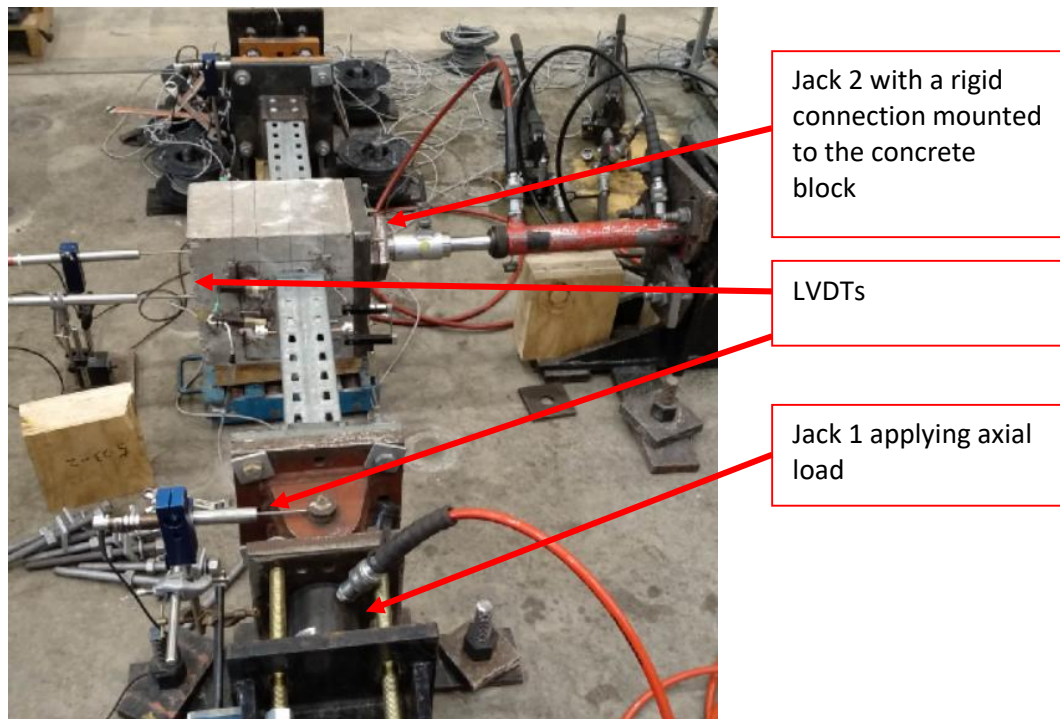 Jack 2 with a rigid
connection mounted
to the concrete
block
LVDTs
Jack 1 applying axial
load